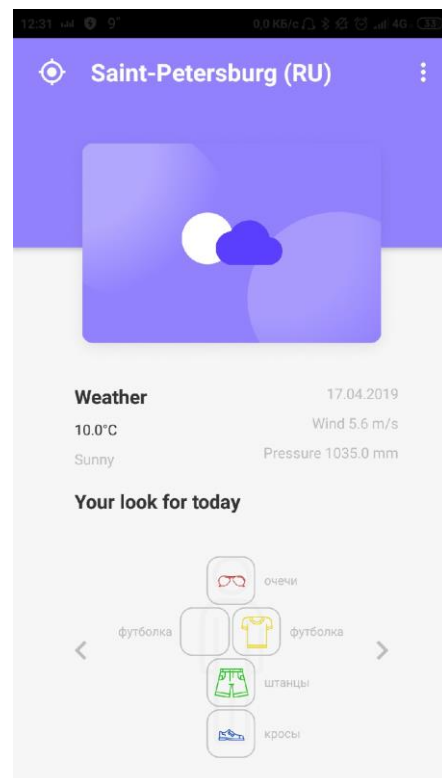 12:31 9° 0,0 КБ/с 4G 33
Saint-Petersburg (RU)
Weather 17.04.2019
10.0°C Wind 5.6 m/s
Sunny Pressure 1035.0 mm
Your look for today
очечи
футболка футболка
штанцы
кросы